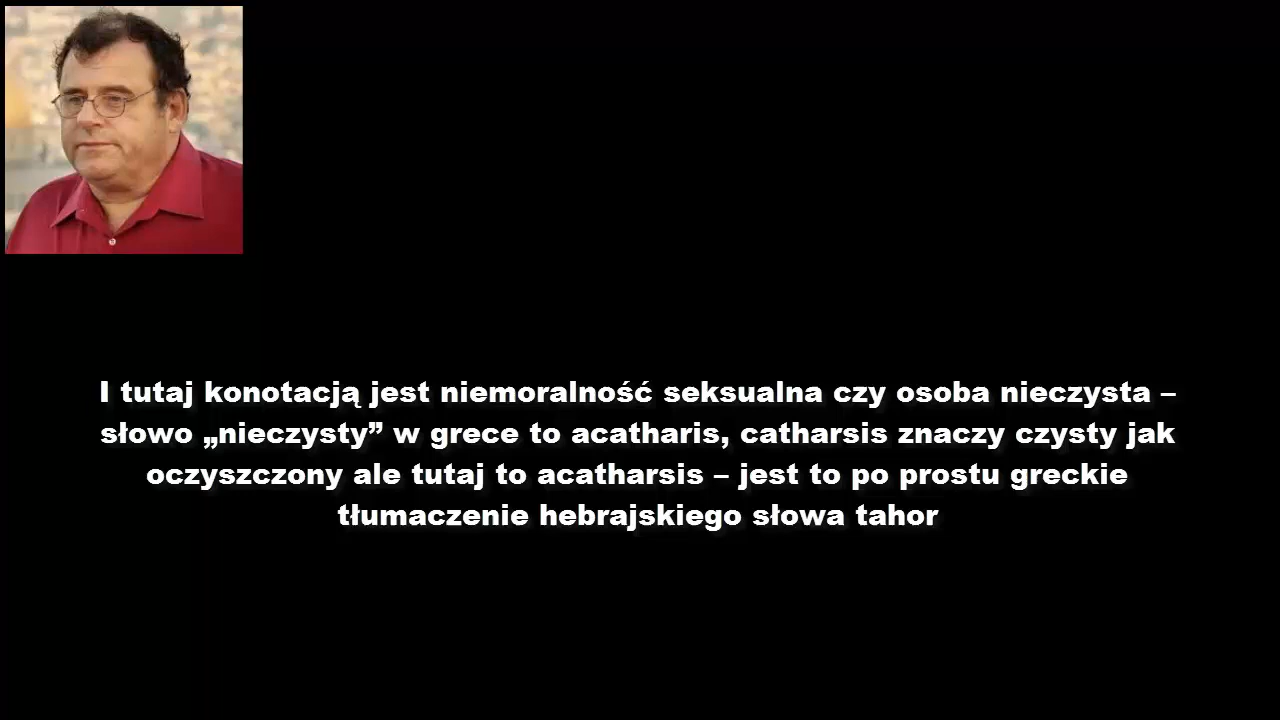 I tutaj konotacją jest niemoralność seksualna czy osoba nieczysta –
słowo „nieczysty” w grece to acatharis, catharsis znaczy czysty jak
oczyszczony ale tutaj to acatharsis – jest to po prostu greckie
tłumaczenie hebrajskiego słowa tahor